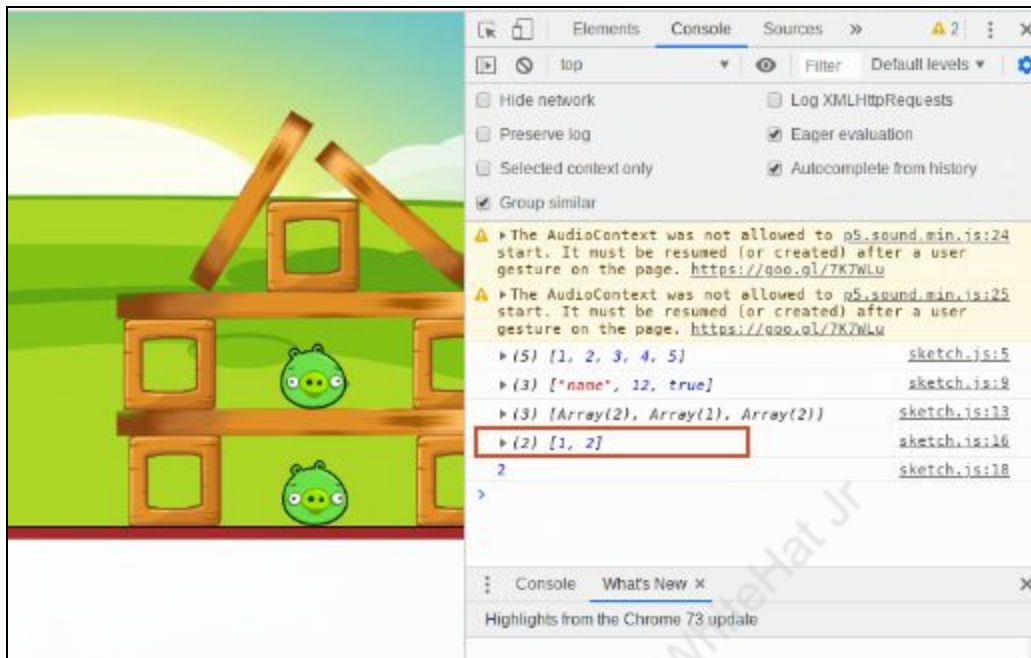 Elements Console Sources » 2
top Filter Default levels ▼
Hide network
Log XMLHttpRequests
Preserve log
Eager evaluation
Selected context only
Autocomplete from history
Group similar
▸The AudioContext was not allowed to p5.sound.min.js:24
start. It must be resumed (or created) after a user
gesture on the page. https://goo.gl/7K7WLu
▸The AudioContext was not allowed to p5.sound.min.js:25
start. It must be resumed (or created) after a user
gesture on the page. https://goo.gl/7K7WLu
▸(5) [1, 2, 3, 4, 5] sketch.js:5
▸(3) ["name", 12, true] sketch.js:9
▸(3) [Array(2), Array(1), Array(2)] sketch.js:13
▸(2) [1, 2] sketch.js:16
2 sketch.js:18
>
Console What's New ×
Highlights from the Chrome 73 update
WhiteHat Jr